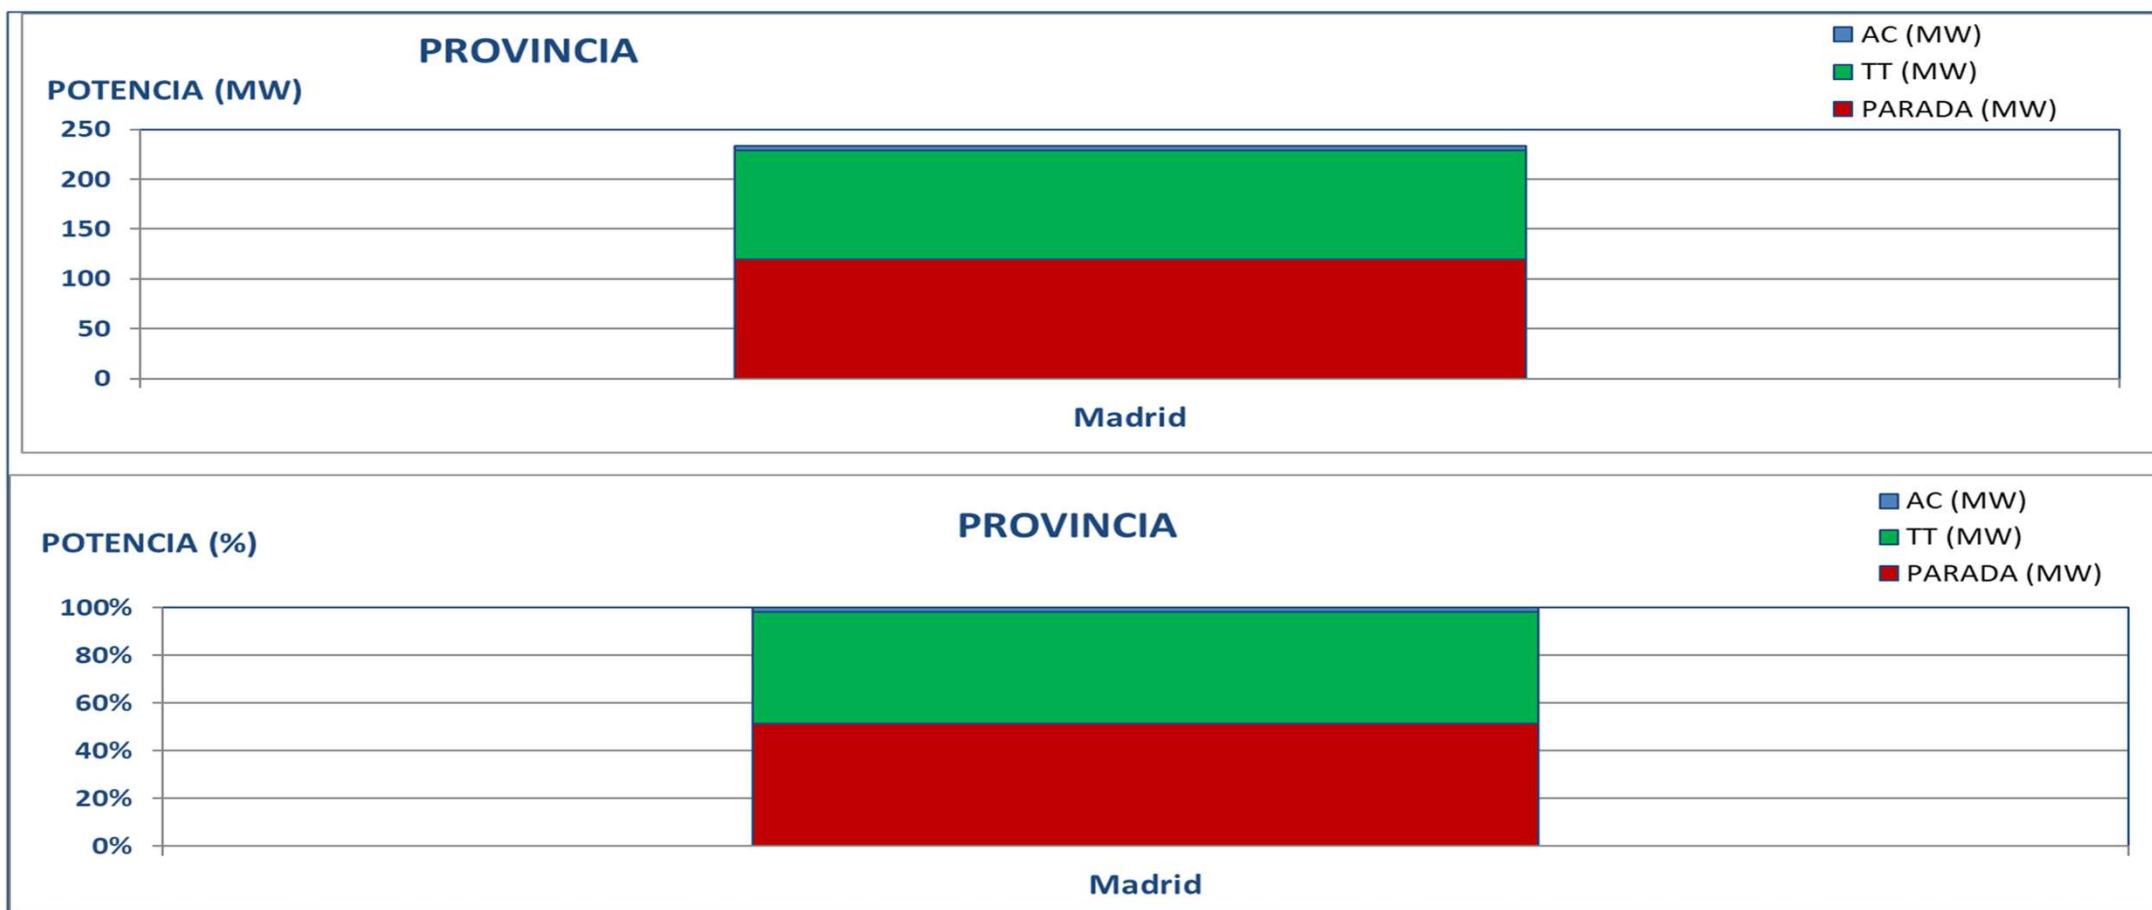 PROVINCIA
AC (MW)
TT (MW)
PARADA (MW)
POTENCIA (MW)
250
200
150
100
50
0
Madrid
PROVINCIA
AC (MW)
TT (MW)
PARADA (MW)
POTENCIA (%)
100%
80%
60%
40%
20%
0%
Madrid